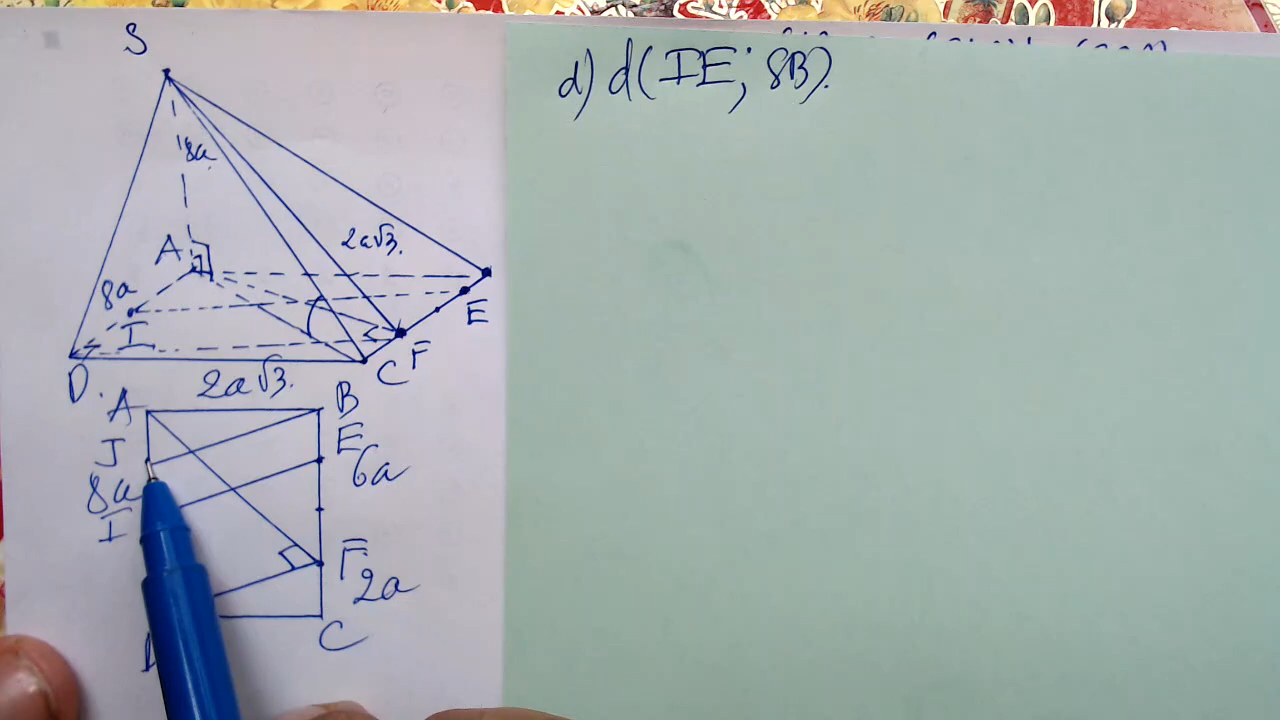 d) d(IE; SB).
S
8a
2a√3.
A
8a
I
E
F
D.
C
2a√3.
A
B
J
E
6a
8a
I
F
2a
C